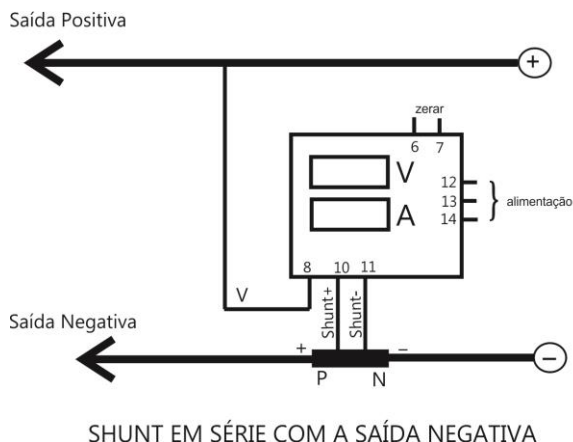 Saída Positiva
+
zerar
6 7
V
12
13
14
alimentação
A
8 10 11
V
Shunt+
Shunt-
Saída Negativa
+
−
−
P N
SHUNT EM SÉRIE COM A SAÍDA NEGATIVA